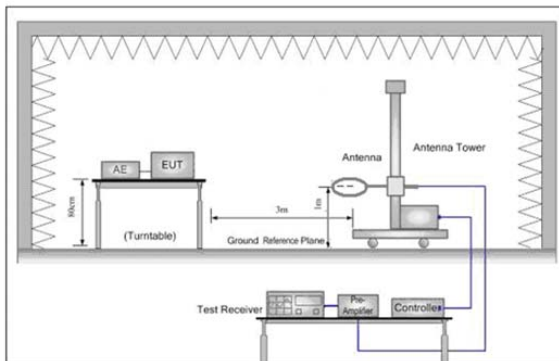 AE
EUT
80cm
(Turntable)
Antenna
Antenna Tower
3m
1m
Ground Reference Plane
Test Receiver
Pre-
Amplifier
Controller